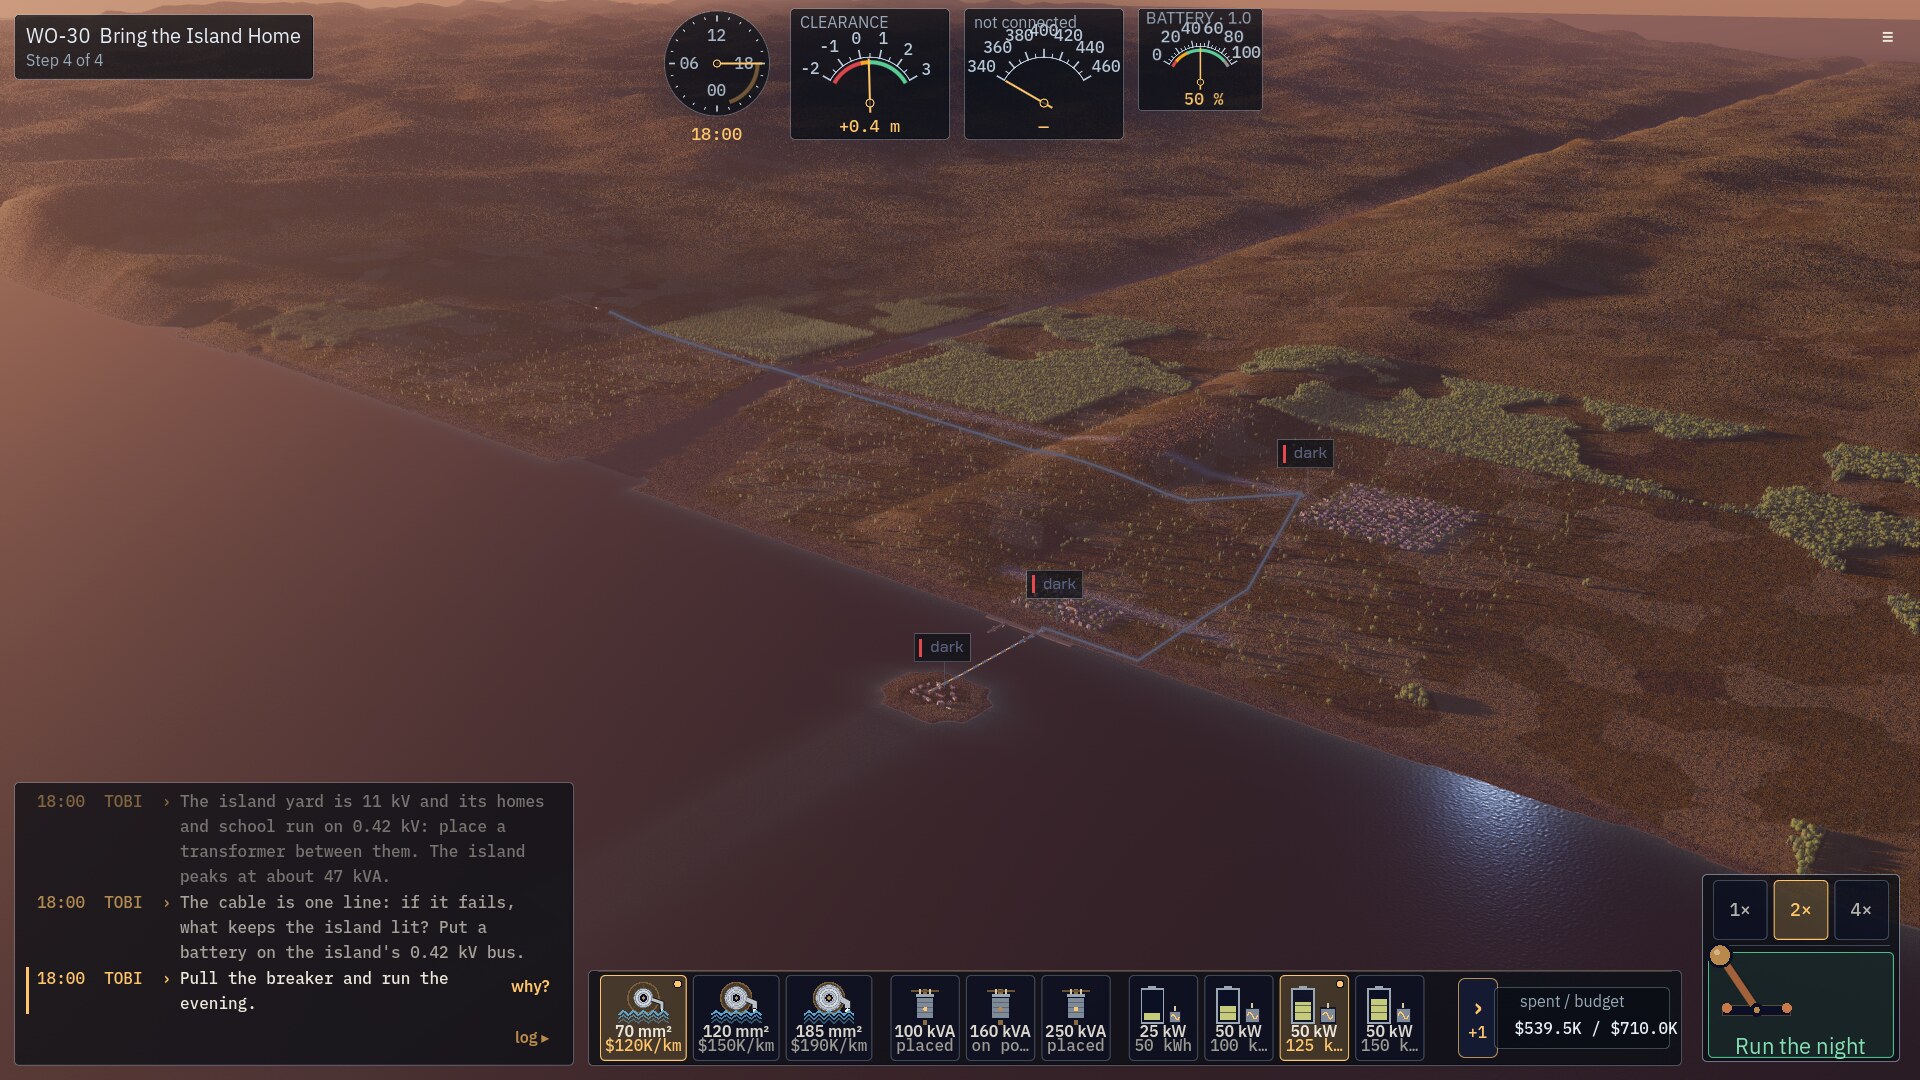 WO-30 Bring the Island Home
Step 4 of 4
12
06
18
00
18:00
CLEARANCE
-2 -1 0 1 2 3
+0.4 m
not connected
340 360 380 400 420 440 460
—
BATTERY · 1.0
0 20 40 60 80 100
50 %
≡
dark
dark
dark
18:00 TOBI › The island yard is 11 kV and its homes
and school run on 0.42 kV: place a
transformer between them. The island
peaks at about 47 kVA.
18:00 TOBI › The cable is one line: if it fails,
what keeps the island lit? Put a
battery on the island's 0.42 kV bus.
18:00 TOBI › Pull the breaker and run the
evening.
why?
log ▸
70 mm²
$120K/km
120 mm²
$150K/km
185 mm²
$190K/km
100 kVA
placed
160 kVA
on po…
250 kVA
placed
25 kW
50 kWh
50 kW
100 k…
50 kW
125 k…
50 kW
150 k…
›
+1
spent / budget
$539.5K / $710.0K
1× 2× 4×
Run the night